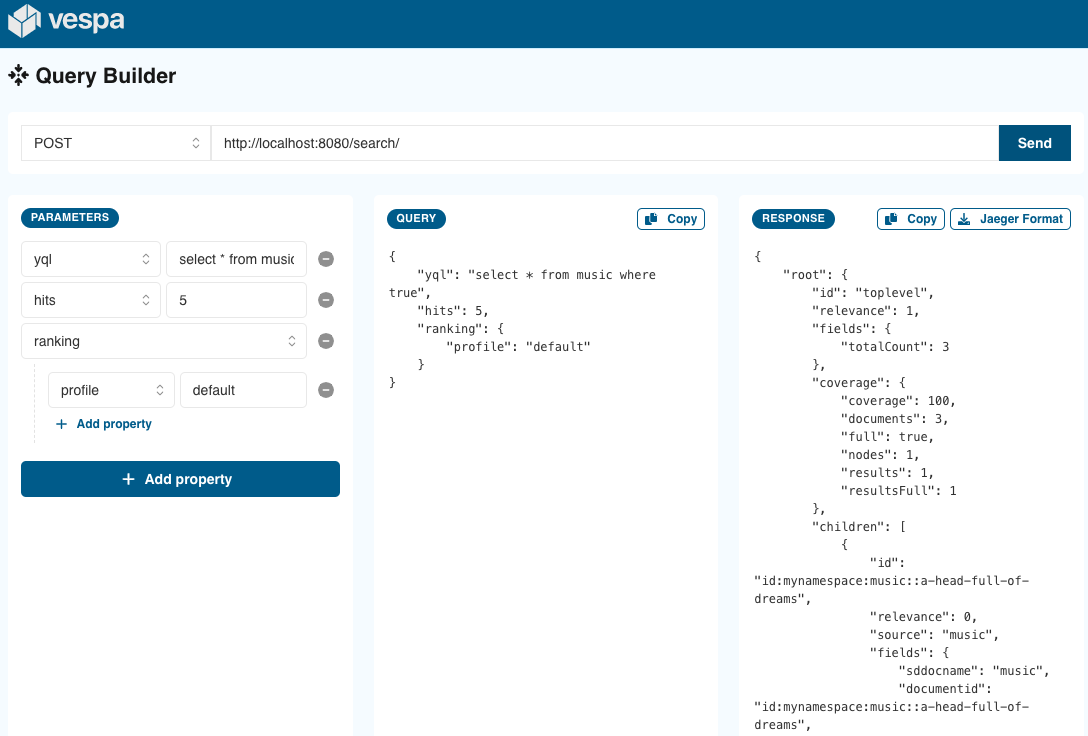 vespa
Query Builder
POST
http://localhost:8080/search/
Send
PARAMETERS
yql
select * from music
hits
5
ranking
profile
default
+ Add property
+ Add property
QUERY
Copy
{
    "yql": "select * from music where
true",
    "hits": 5,
    "ranking": {
        "profile": "default"
    }
}
RESPONSE
Copy
Jaeger Format
{
    "root": {
        "id": "toplevel",
        "relevance": 1,
        "fields": {
            "totalCount": 3
        },
        "coverage": {
            "coverage": 100,
            "documents": 3,
            "full": true,
            "nodes": 1,
            "results": 1,
            "resultsFull": 1
        },
        "children": [
            {
                "id":
"id:mynamespace:music::a-head-full-of-
dreams",
                "relevance": 0,
                "source": "music",
                "fields": {
                    "sddocname": "music",
                    "documentid":
"id:mynamespace:music::a-head-full-of-
dreams",